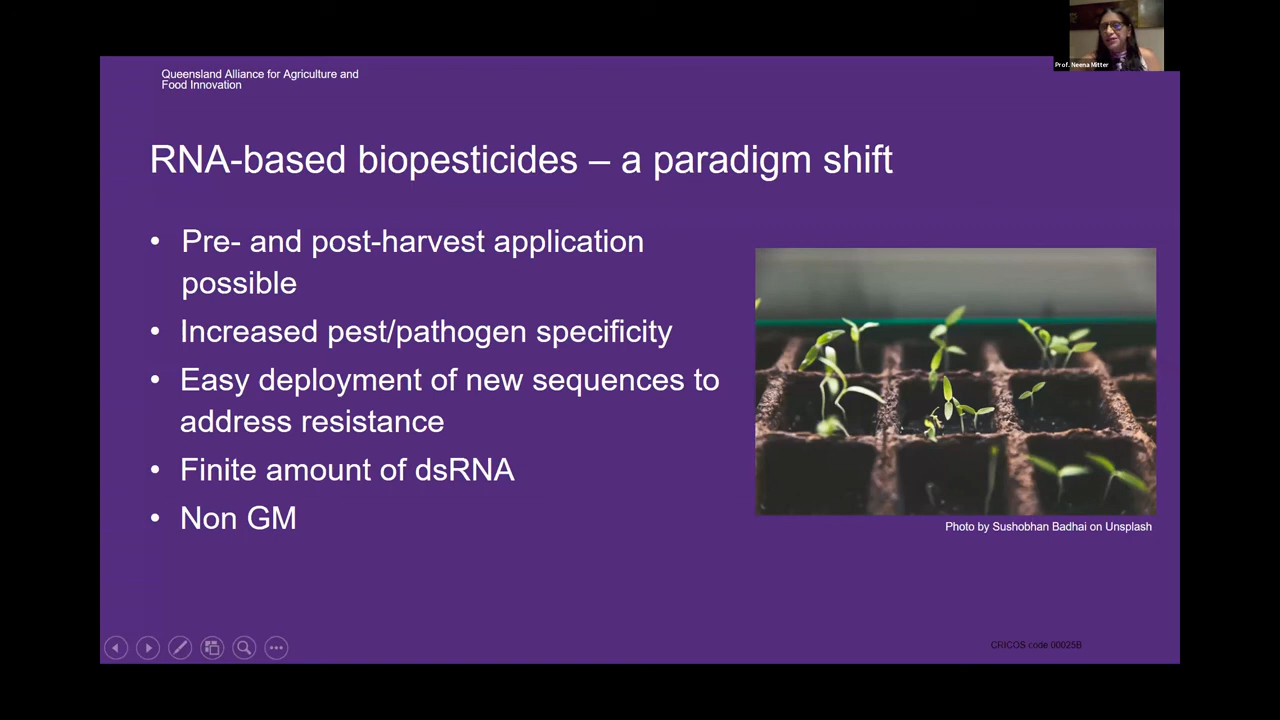 Prof. Neena Mitter
Queensland Alliance for Agriculture and
Food Innovation
RNA-based biopesticides – a paradigm shift
• Pre- and post-harvest application
possible
• Increased pest/pathogen specificity
• Easy deployment of new sequences to
address resistance
• Finite amount of dsRNA
• Non GM
Photo by Sushobhan Badhai on Unsplash
CRICOS code 00025B